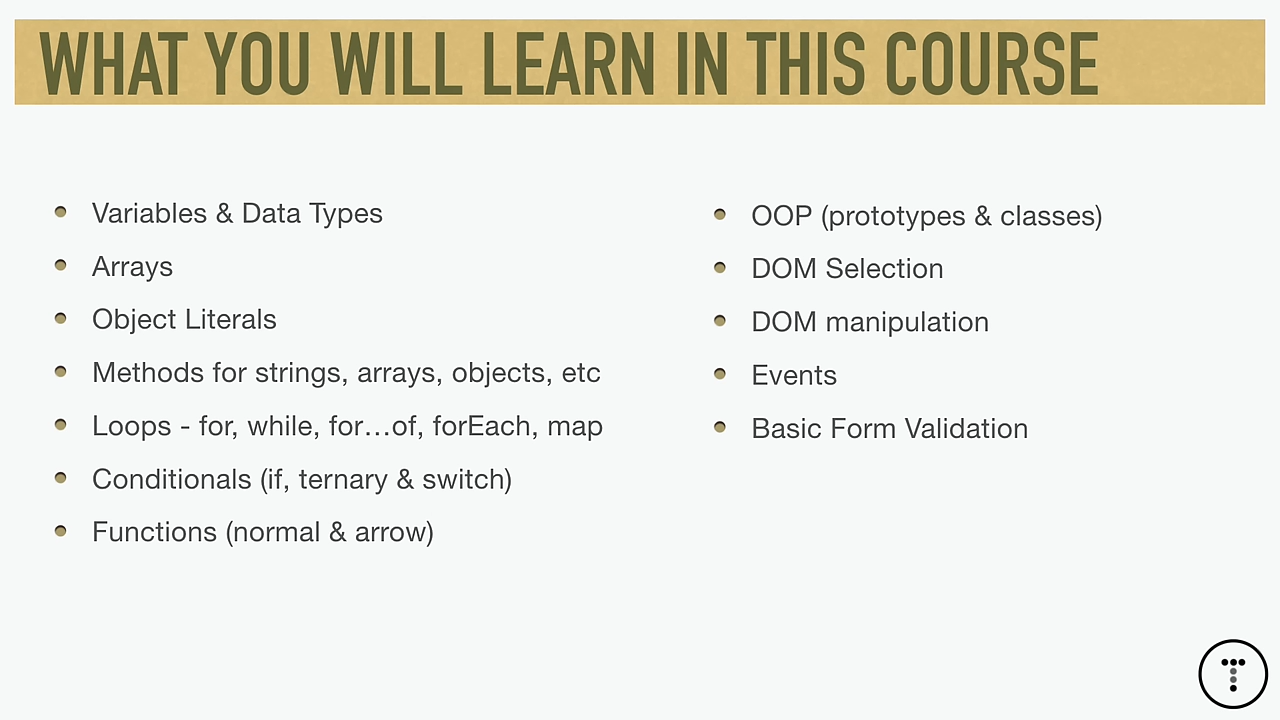 WHAT YOU WILL LEARN IN THIS COURSE
Variables & Data Types
Arrays
Object Literals
Methods for strings, arrays, objects, etc
Loops - for, while, for…of, forEach, map
Conditionals (if, ternary & switch)
Functions (normal & arrow)
OOP (prototypes & classes)
DOM Selection
DOM manipulation
Events
Basic Form Validation
T